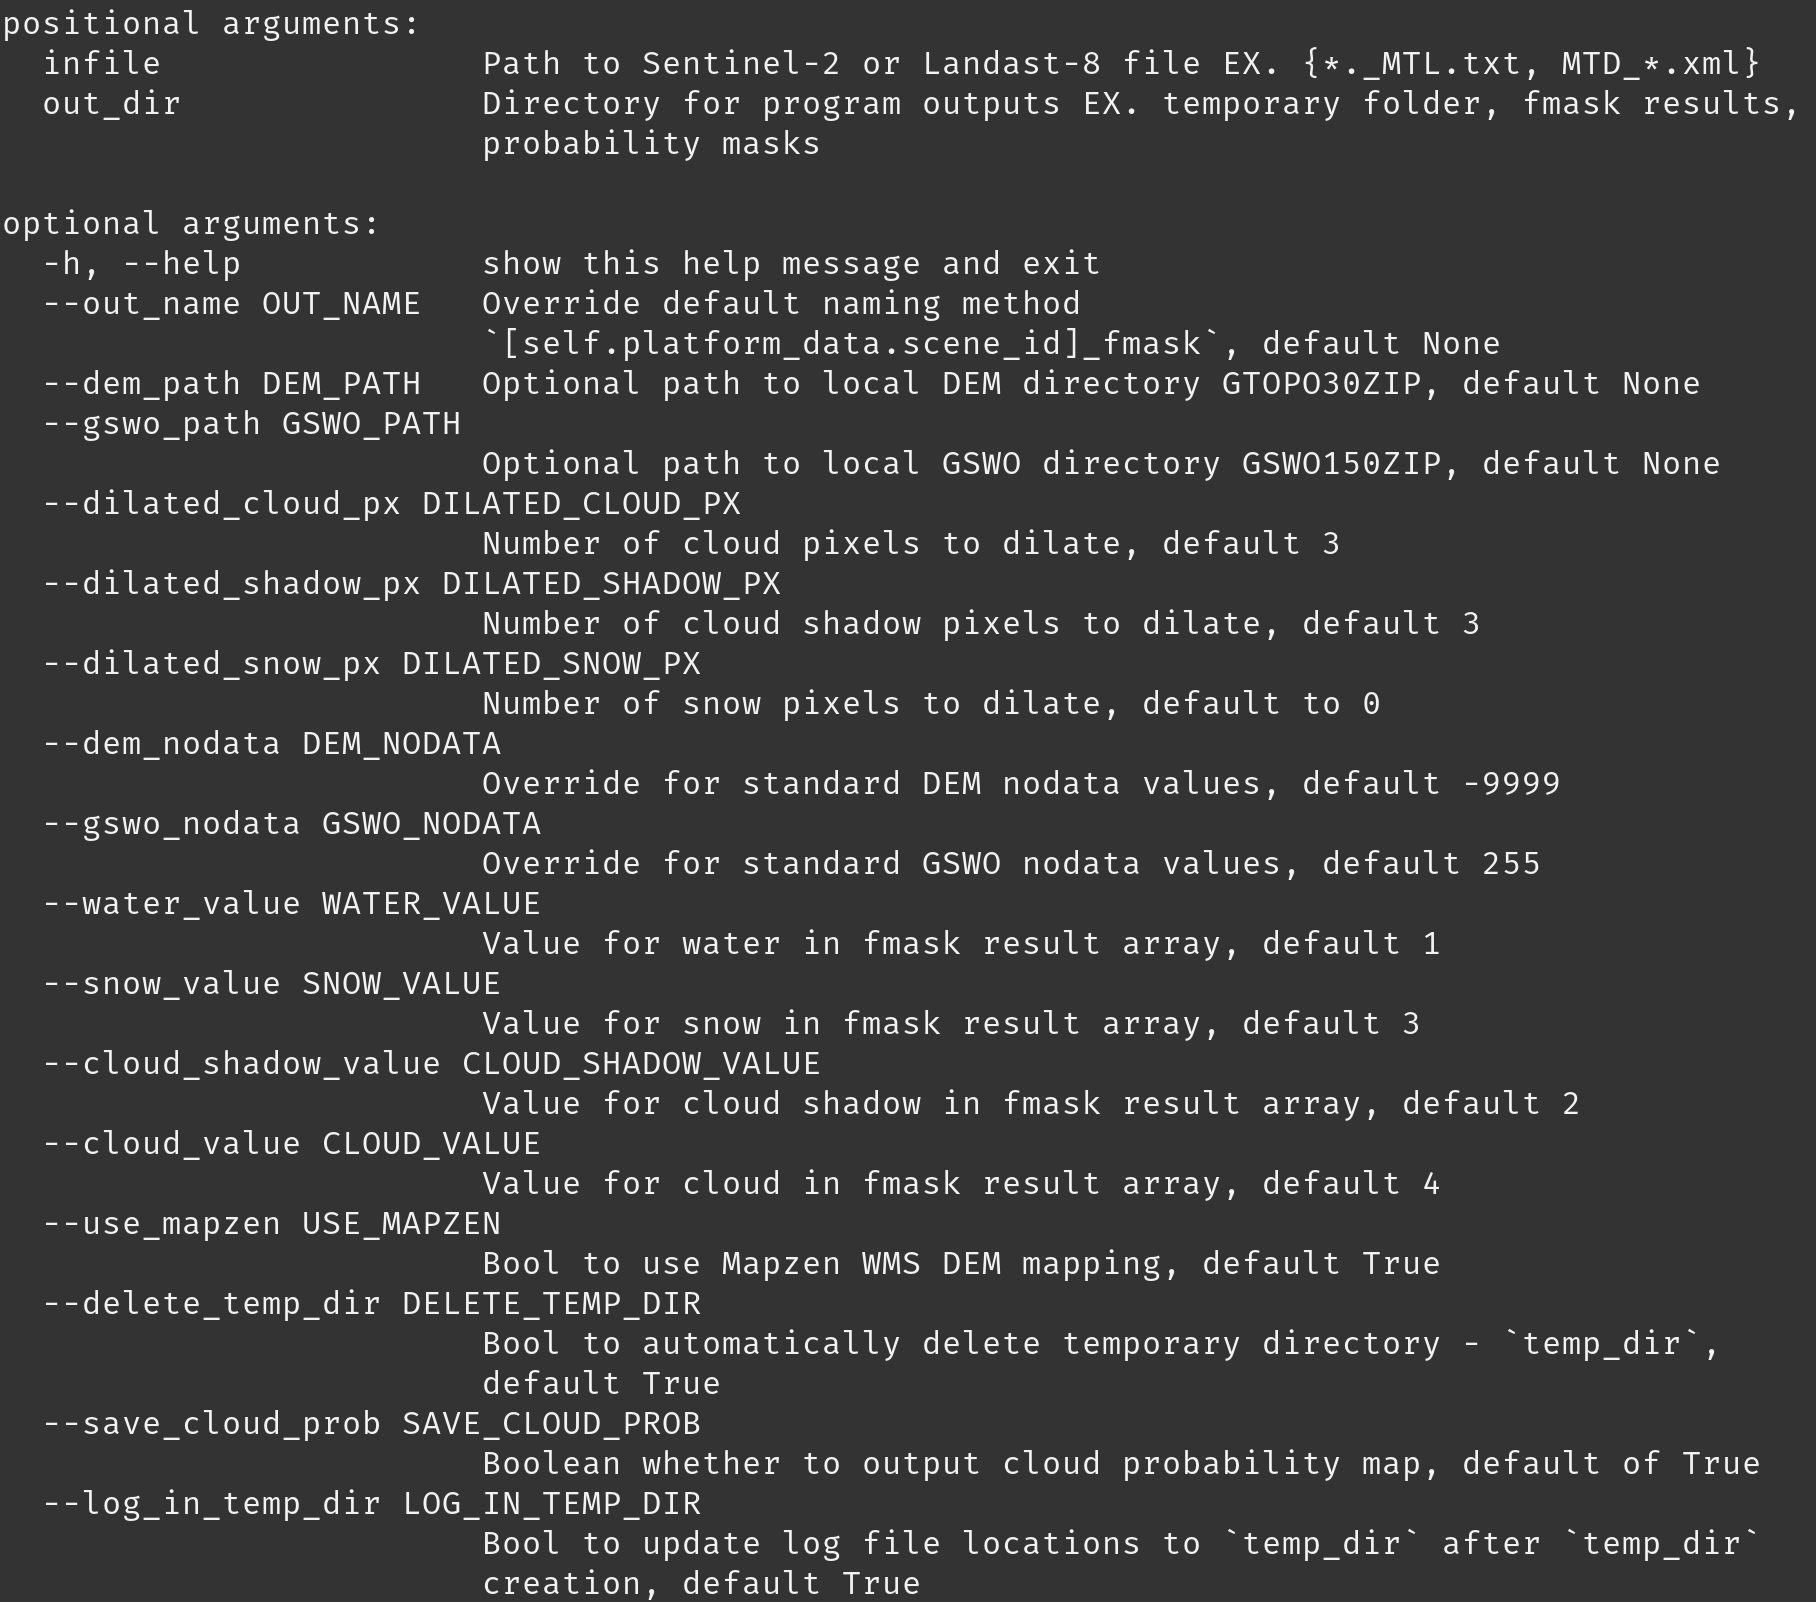 positional arguments:
  infile                Path to Sentinel-2 or Landast-8 file EX. {*._MTL.txt, MTD_*.xml}
  out_dir               Directory for program outputs EX. temporary folder, fmask results,
                        probability masks

optional arguments:
  -h, --help            show this help message and exit
  --out_name OUT_NAME   Override default naming method
                        `[self.platform_data.scene_id]_fmask`, default None
  --dem_path DEM_PATH   Optional path to local DEM directory GTOPO30ZIP, default None
  --gswo_path GSWO_PATH
                        Optional path to local GSWO directory GSWO150ZIP, default None
  --dilated_cloud_px DILATED_CLOUD_PX
                        Number of cloud pixels to dilate, default 3
  --dilated_shadow_px DILATED_SHADOW_PX
                        Number of cloud shadow pixels to dilate, default 3
  --dilated_snow_px DILATED_SNOW_PX
                        Number of snow pixels to dilate, default to 0
  --dem_nodata DEM_NODATA
                        Override for standard DEM nodata values, default -9999
  --gswo_nodata GSWO_NODATA
                        Override for standard GSWO nodata values, default 255
  --water_value WATER_VALUE
                        Value for water in fmask result array, default 1
  --snow_value SNOW_VALUE
                        Value for snow in fmask result array, default 3
  --cloud_shadow_value CLOUD_SHADOW_VALUE
                        Value for cloud shadow in fmask result array, default 2
  --cloud_value CLOUD_VALUE
                        Value for cloud in fmask result array, default 4
  --use_mapzen USE_MAPZEN
                        Bool to use Mapzen WMS DEM mapping, default True
  --delete_temp_dir DELETE_TEMP_DIR
                        Bool to automatically delete temporary directory - `temp_dir`,
                        default True
  --save_cloud_prob SAVE_CLOUD_PROB
                        Boolean whether to output cloud probability map, default of True
  --log_in_temp_dir LOG_IN_TEMP_DIR
                        Bool to update log file locations to `temp_dir` after `temp_dir`
                        creation, default True